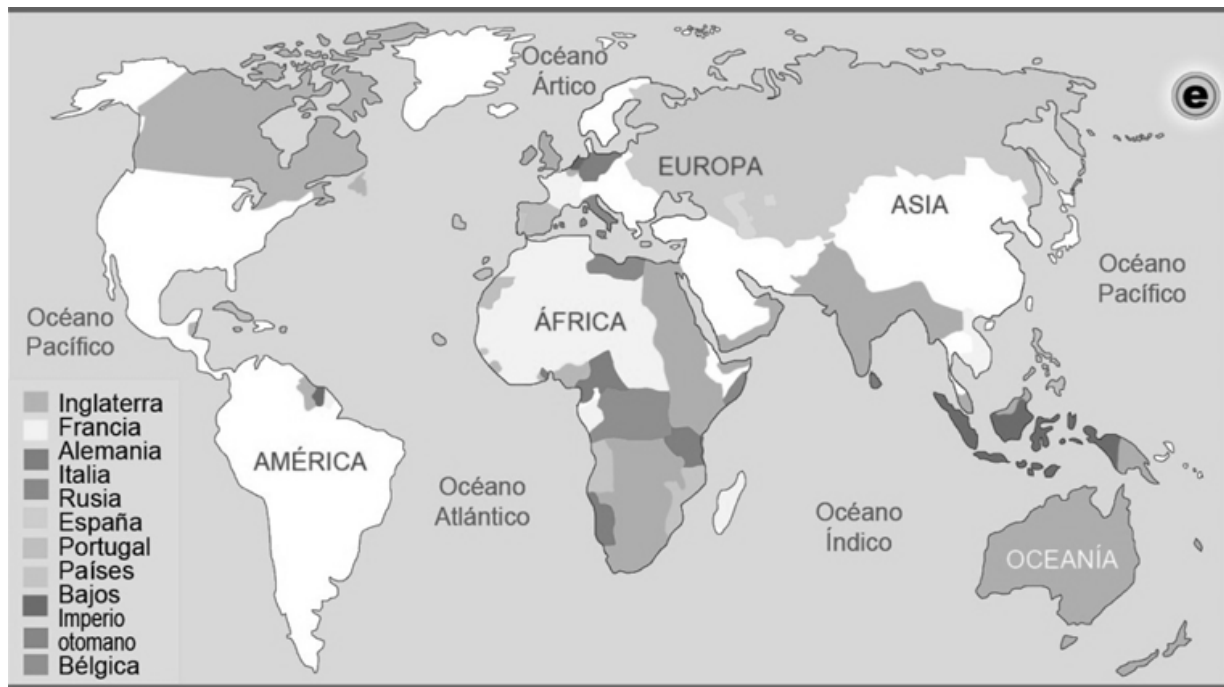 Océano
Ártico
e
EUROPA
ASIA
Océano
Pacífico
Océano
Pacífico
ÁFRICA
AMÉRICA
Océano
Atlántico
Océano
Índico
OCEANÍA
Inglaterra
Francia
Alemania
Italia
Rusia
España
Portugal
Países
Bajos
Imperio
otomano
Bélgica